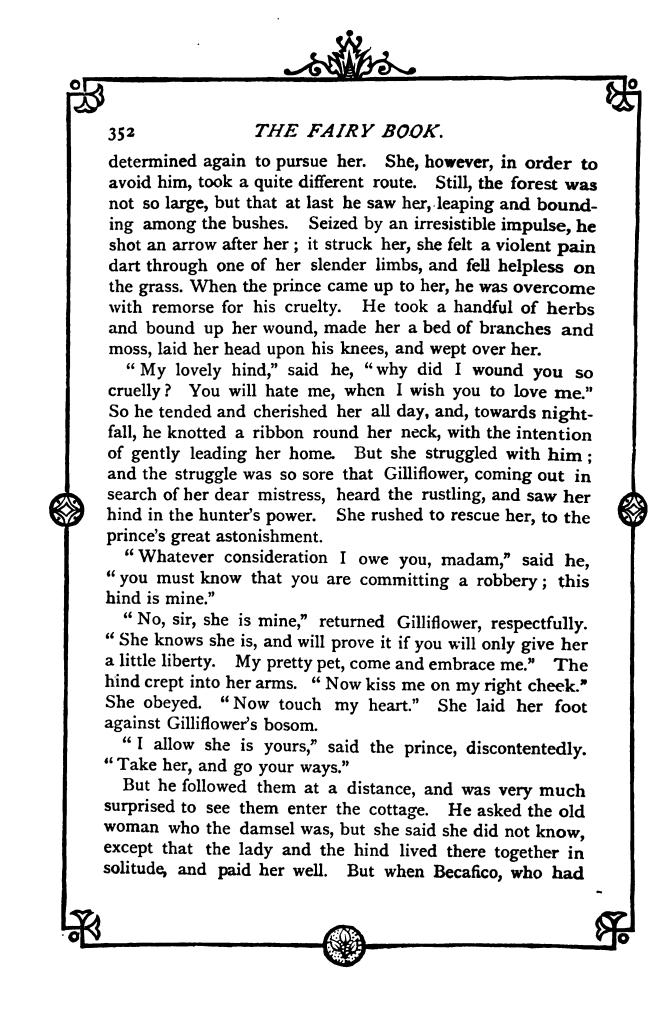 352 THE FAIRY BOOK.
determined again to pursue her. She, however, in order to
avoid him, took a quite different route. Still, the forest was
not so large, but that at last he saw her, leaping and bound-
ing among the bushes. Seized by an irresistible impulse, he
shot an arrow after her ; it struck her, she felt a violent pain
dart through one of her slender limbs, and fell helpless on
the grass. When the prince came up to her, he was overcome
with remorse for his cruelty. He took a handful of herbs
and bound up her wound, made her a bed of branches and
moss, laid her head upon his knees, and wept over her.
“ My lovely hind,” said he, “ why did I wound you so
cruelly ? You will hate me, when I wish you to love me.”
So he tended and cherished her all day, and, towards night-
fall, he knotted a ribbon round her neck, with the intention
of gently leading her home. But she struggled with him ;
and the struggle was so sore that Gilliflower, coming out in
search of her dear mistress, heard the rustling, and saw her
hind in the hunter’s power. She rushed to rescue her, to the
prince’s great astonishment.
“ Whatever consideration I owe you, madam,” said he,
“ you must know that you are committing a robbery ; this
hind is mine.”
“ No, sir, she is mine,” returned Gilliflower, respectfully.
“ She knows she is, and will prove it if you will only give her
a little liberty. My pretty pet, come and embrace me.” The
hind crept into her arms. “ Now kiss me on my right cheek.”
She obeyed. “ Now touch my heart.” She laid her foot
against Gilliflower’s bosom.
“ I allow she is yours,” said the prince, discontentedly.
“ Take her, and go your ways.”
But he followed them at a distance, and was very much
surprised to see them enter the cottage. He asked the old
woman who the damsel was, but she said she did not know,
except that the lady and the hind lived there together in
solitude, and paid her well. But when Becafico, who had